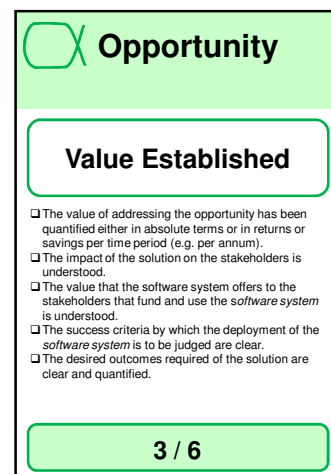 Opportunity
Value Established
❑ The value of addressing the opportunity has been
quantified either in absolute terms or in returns or
savings per time period (e.g. per annum).
❑ The impact of the solution on the stakeholders is
understood.
❑ The value that the software system offers to the
stakeholders that fund and use the software system
is understood.
❑ The success criteria by which the deployment of the
software system is to be judged are clear.
❑ The desired outcomes required of the solution are
clear and quantified.
3 / 6